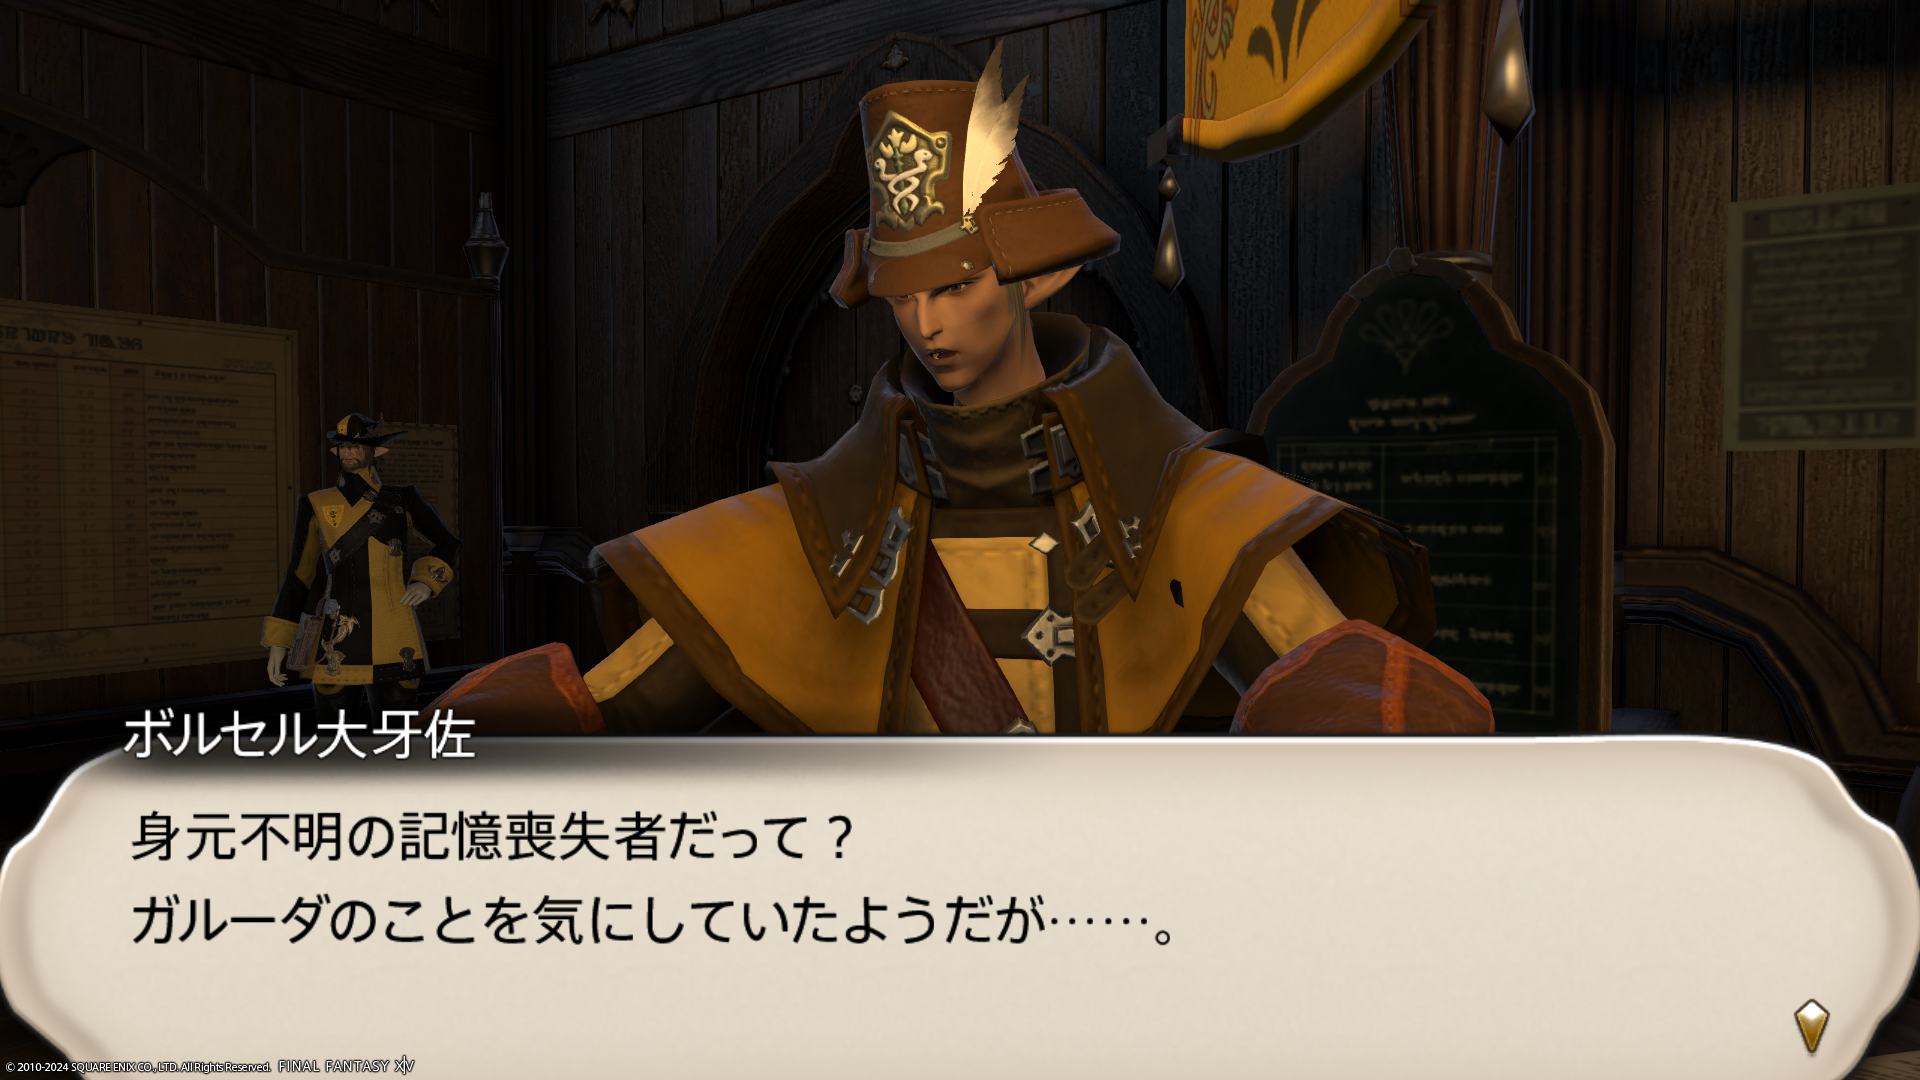 ボルセル大牙佐
身元不明の記憶喪失者だって？
ガルーダのことを気にしていたようだが……。
© 2010-2024 SQUARE ENIX CO., LTD. All Rights Reserved. FINAL FANTASY XIV